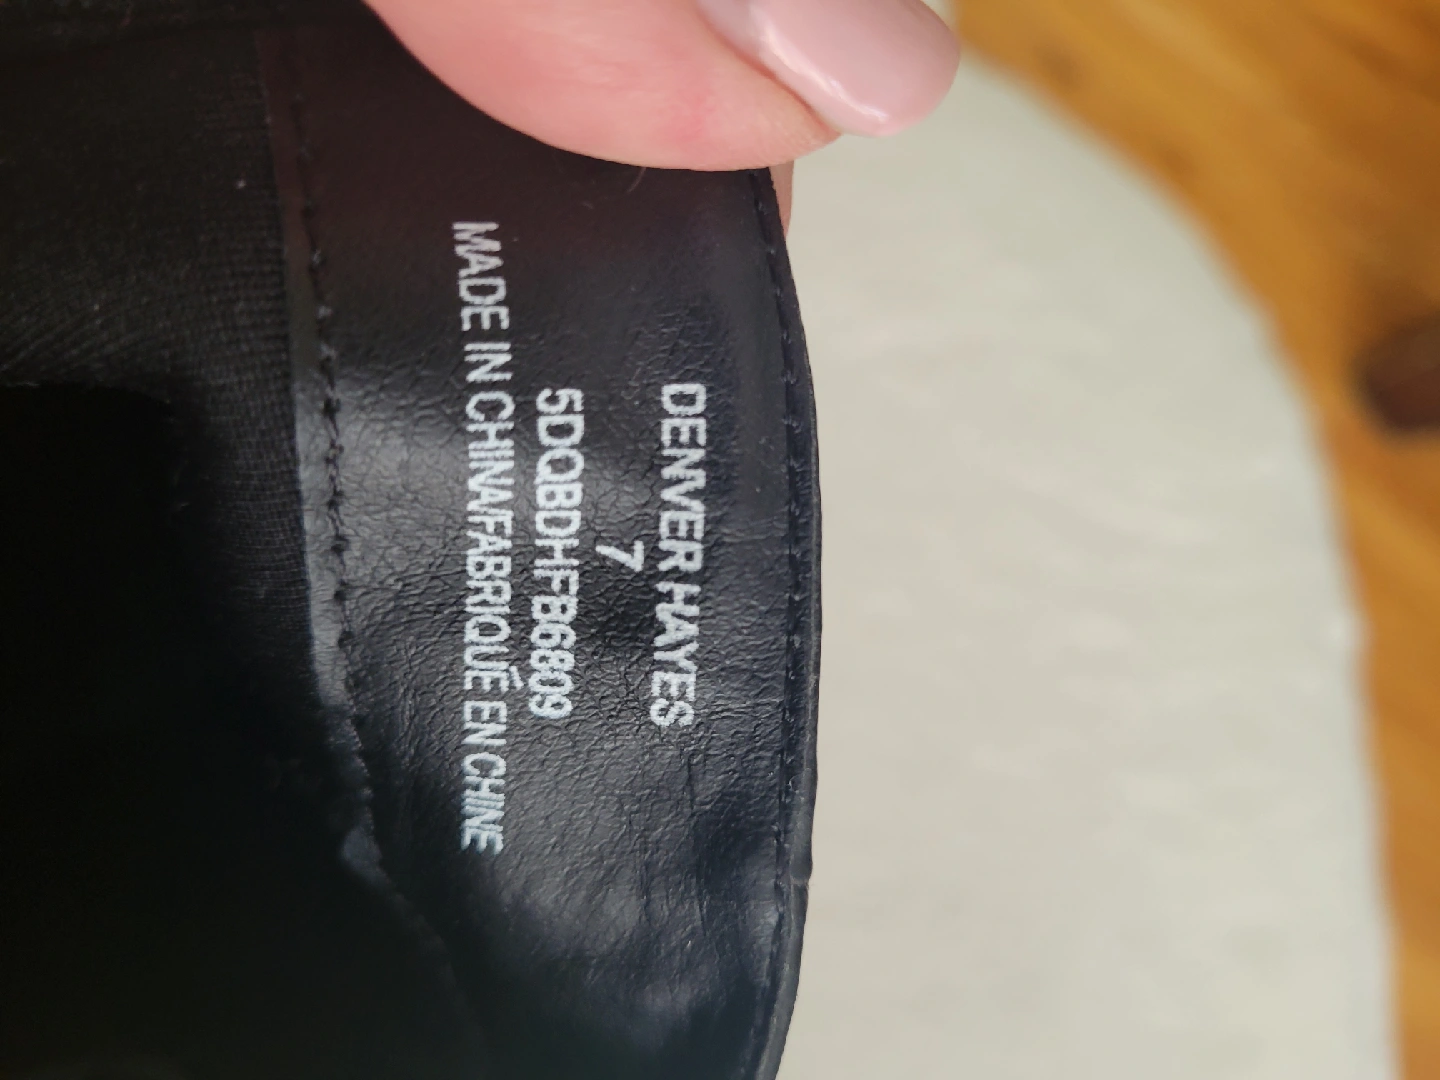 DENVER HAYES
7
5DQBDHFB6809
MADE IN CHINA/FABRIQUÉ EN CHINE